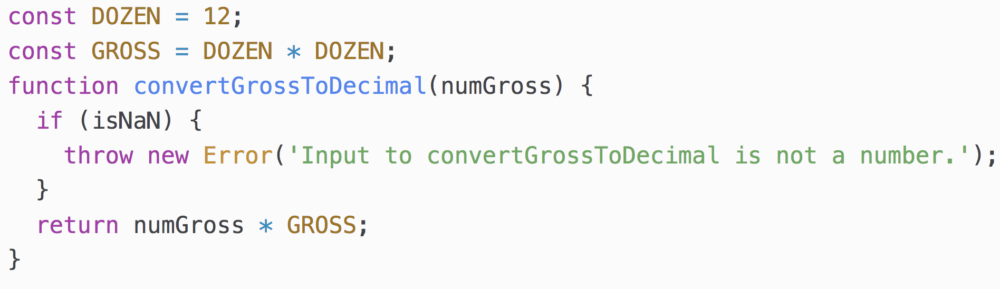 const DOZEN = 12;
const GROSS = DOZEN * DOZEN;
function convertGrossToDecimal(numGross) {
  if (isNaN) {
    throw new Error('Input to convertGrossToDecimal is not a number.');
  }
  return numGross * GROSS;
}